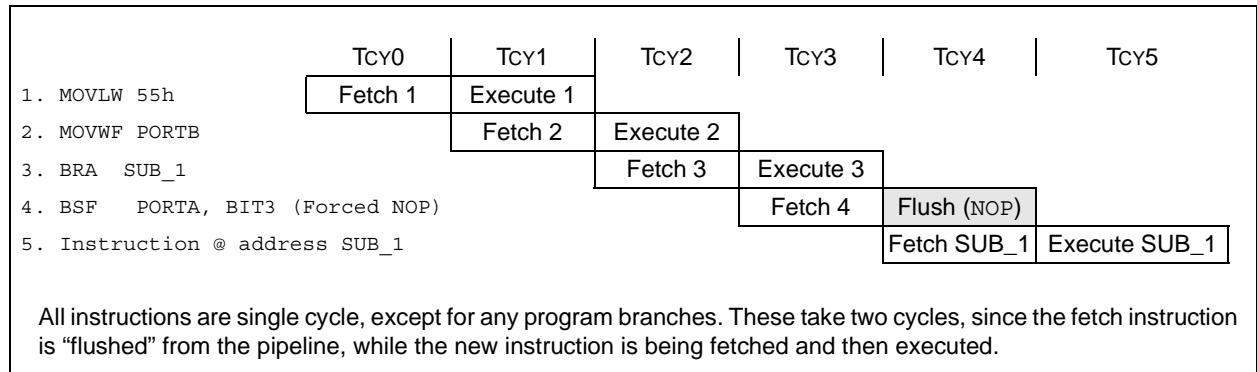 TCY0 TCY1 TCY2 TCY3 TCY4 TCY5
1. MOVLW 55h Fetch 1 Execute 1
2. MOVWF PORTB Fetch 2 Execute 2
3. BRA SUB_1 Fetch 3 Execute 3
4. BSF PORTA, BIT3 (Forced NOP) Fetch 4 Flush (NOP)
5. Instruction @ address SUB_1 Fetch SUB_1 Execute SUB_1
All instructions are single cycle, except for any program branches. These take two cycles, since the fetch instruction
is “flushed” from the pipeline, while the new instruction is being fetched and then executed.